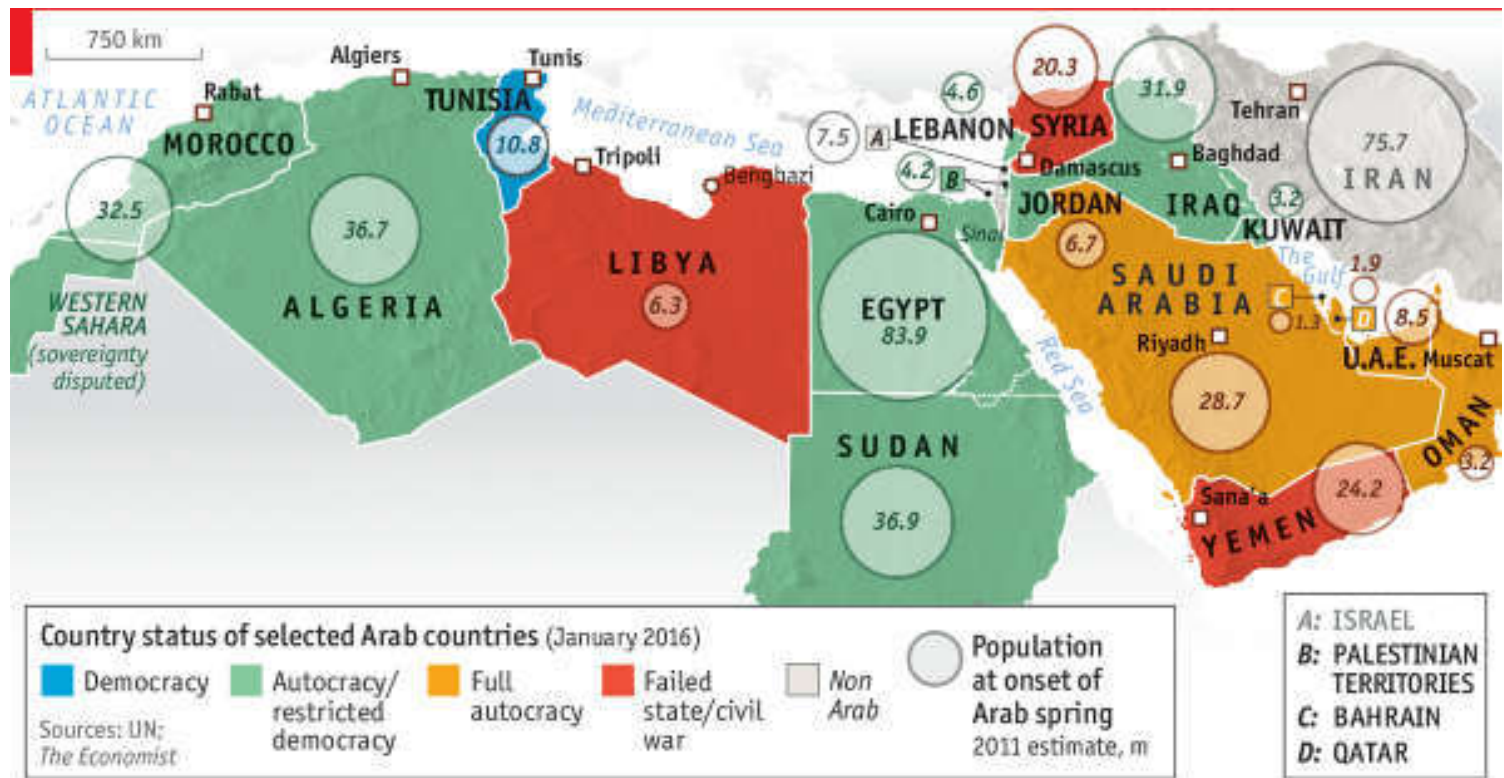 750 km
ATLANTIC
OCEAN
Rabat
MOROCCO
32.5
WESTERN
SAHARA
(sovereignty
disputed)
Algiers
36.7
ALGERIA
Tunis
TUNISIA
10.8
Mediterranean Sea
Tripoli
Benghazi
LIBYA
6.3
7.5
A
4.6
LEBANON
4.2
B
20.3
SYRIA
Damascus
31.9
Baghdad
IRAQ
Tehran
75.7
IRAN
Cairo
Sinai
EGYPT
83.9
JORDAN
6.7
3.2
KUWAIT
The
Gulf
SAUDI
ARABIA
C
1.3
1.9
D
8.5
U.A.E.
Muscat
Riyadh
28.7
Red Sea
SUDAN
36.9
OMAN
3.2
Sana'a
24.2
YEMEN
Country status of selected Arab countries (January 2016)
Democracy
Autocracy/
restricted
democracy
Full
autocracy
Failed
state/civil
war
Non
Arab
Population
at onset of
Arab spring
2011 estimate, m
Sources: UN;
The Economist
A: ISRAEL
B: PALESTINIAN
TERRITORIES
C: BAHRAIN
D: QATAR